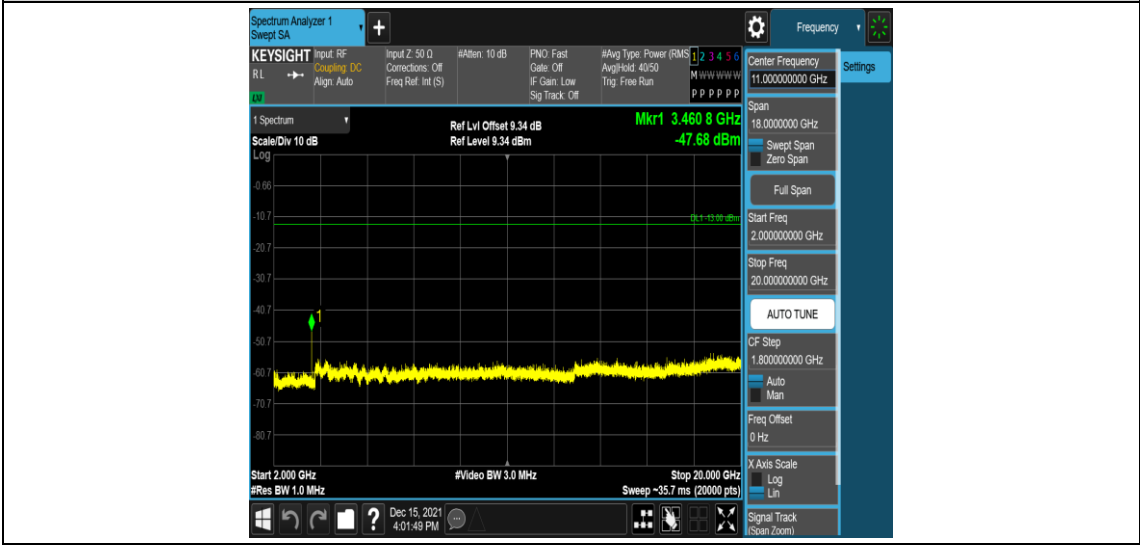 Spectrum Analyzer 1
Swept SA
+
Frequency
KEYSIGHT
RL
LM
Input: RF
Coupling: DC
Align: Auto
Input Z: 50 Ω
Corrections: Off
Freq Ref: Int (S)
#Atten: 10 dB
PNO: Fast
Gate: Off
IF Gain: Low
Sig Track: Off
#Avg Type: Power (RMS
Avg|Hold: 40/50
Trig: Free Run
1 2 3 4 5 6
M W W W W W
P P P P P P
1 Spectrum
Scale/Div 10 dB
Log
Ref Lvl Offset 9.34 dB
Ref Level 9.34 dBm
Mkr1 3.460 8 GHz
-47.68 dBm
-0.66
-10.7
DL1 -13.00 dBm
-20.7
-30.7
-40.7
1
-50.7
-60.7
-70.7
-80.7
Start 2.000 GHz
#Video BW 3.0 MHz
Stop 20.000 GHz
#Res BW 1.0 MHz
Sweep ~35.7 ms (20000 pts)
?
Dec 15, 2021
4:01:49 PM
Center Frequency
11.000000000 GHz
Settings
Span
18.0000000 GHz
Swept Span
Zero Span
Full Span
Start Freq
2.000000000 GHz
Stop Freq
20.000000000 GHz
AUTO TUNE
CF Step
1.800000000 GHz
Auto
Man
Freq Offset
0 Hz
X Axis Scale
Log
Lin
Signal Track
(Span Zoom)